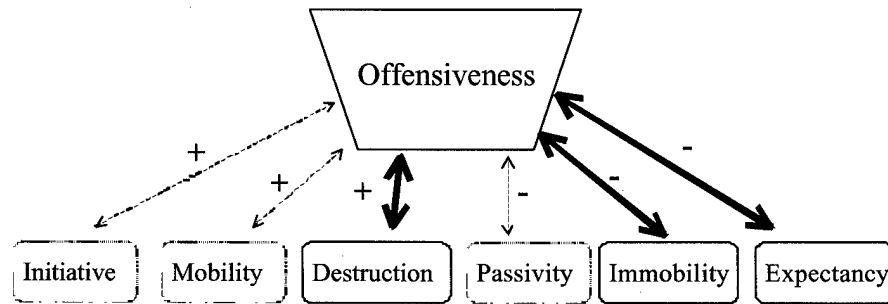 Offensiveness
+ + + - - -
Initiative Mobility Destruction Passivity Immobility Expectancy